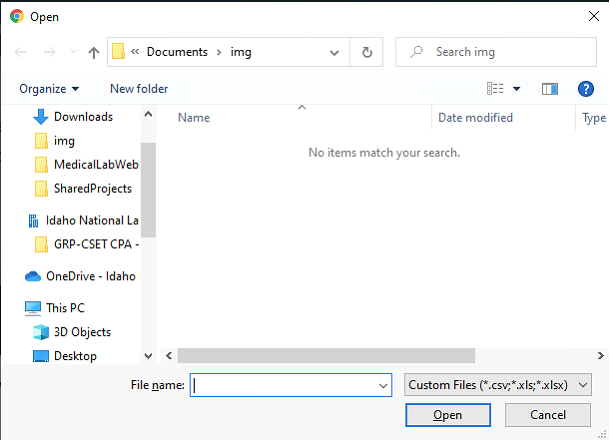 Open
Documents img
Search img
Organize New folder
Name Date modified Type
No items match your search.
Downloads
img
MedicalLabWeb
SharedProjects
Idaho National La
GRP-CSET CPA -
OneDrive - Idaho
This PC
3D Objects
Desktop
File name: Custom Files (*.csv;*.xls;*.xlsx)
Open Cancel